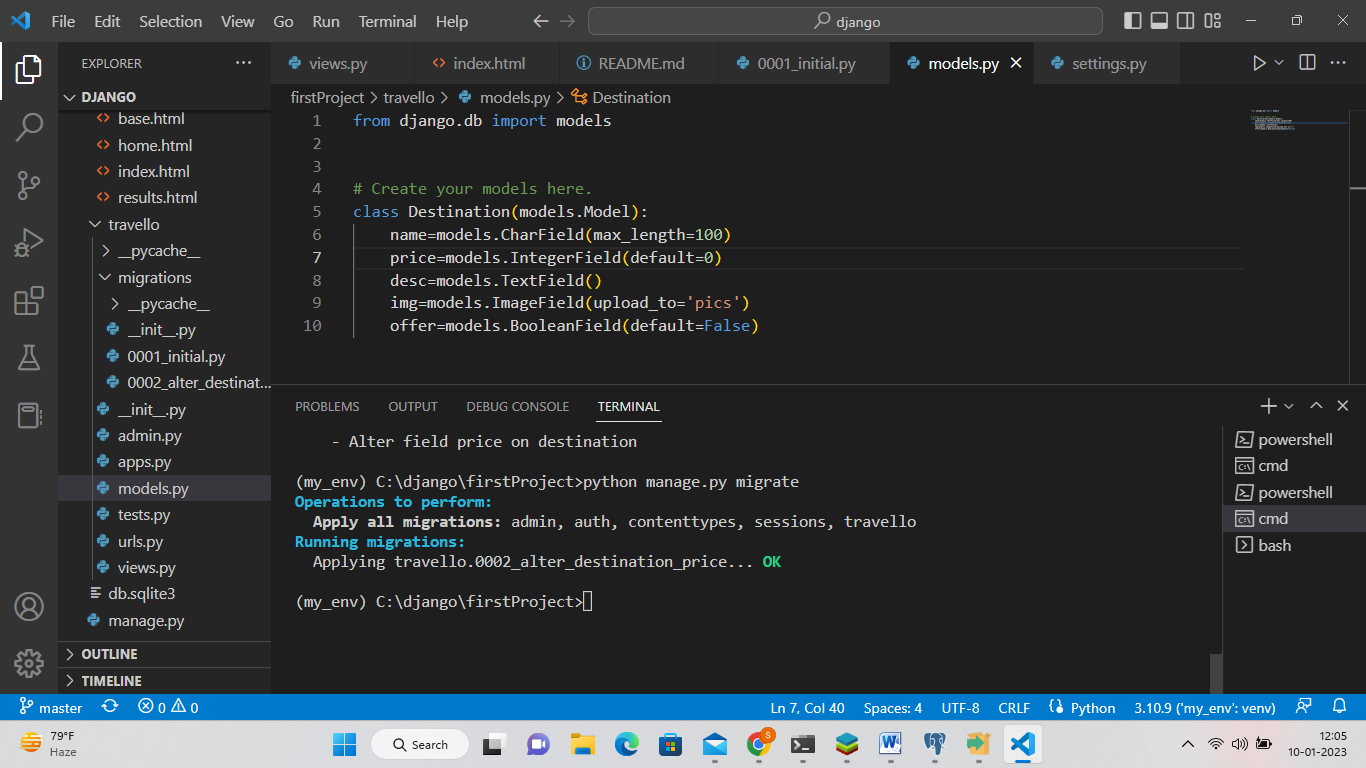 File Edit Selection View Go Run Terminal Help
django
EXPLORER
views.py
index.html
README.md
0001_initial.py
models.py
settings.py
DJANGO
firstProject > travello > models.py > Destination
base.html
home.html
index.html
results.html
travello
__pycache__
migrations
__pycache__
__init__.py
0001_initial.py
0002_alter_destinat...
__init__.py
admin.py
apps.py
models.py
tests.py
urls.py
views.py
db.sqlite3
manage.py
OUTLINE
TIMELINE
1 from django.db import models
2
3
4 # Create your models here.
5 class Destination(models.Model):
6     name=models.CharField(max_length=100)
7     price=models.IntegerField(default=0)
8     desc=models.TextField()
9     img=models.ImageField(upload_to='pics')
10     offer=models.BooleanField(default=False)
PROBLEMS OUTPUT DEBUG CONSOLE TERMINAL
- Alter field price on destination
(my_env) C:\django\firstProject>python manage.py migrate
Operations to perform:
Apply all migrations: admin, auth, contenttypes, sessions, travello
Running migrations:
Applying travello.0002_alter_destination_price... OK
(my_env) C:\django\firstProject>
powershell
cmd
powershell
cmd
bash
master 0 0 Ln 7, Col 40 Spaces: 4 UTF-8 CRLF Python 3.10.9 ('my_env': venv)
79°F
Haze
Search
S
12:05
10-01-2023